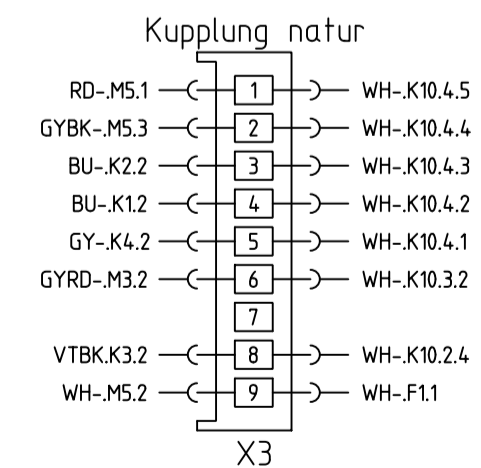 Kupplung natur
RD-.M5.1 1 WH-.K10.4.5
GYBK-.M5.3 2 WH-.K10.4.4
BU-.K2.2 3 WH-.K10.4.3
BU-.K1.2 4 WH-.K10.4.2
GY-.K4.2 5 WH-.K10.4.1
GYRD-.M3.2 6 WH-.K10.3.2
7
VTBK.K3.2 8 WH-.K10.2.4
WH-.M5.2 9 WH-.F1.1
X3